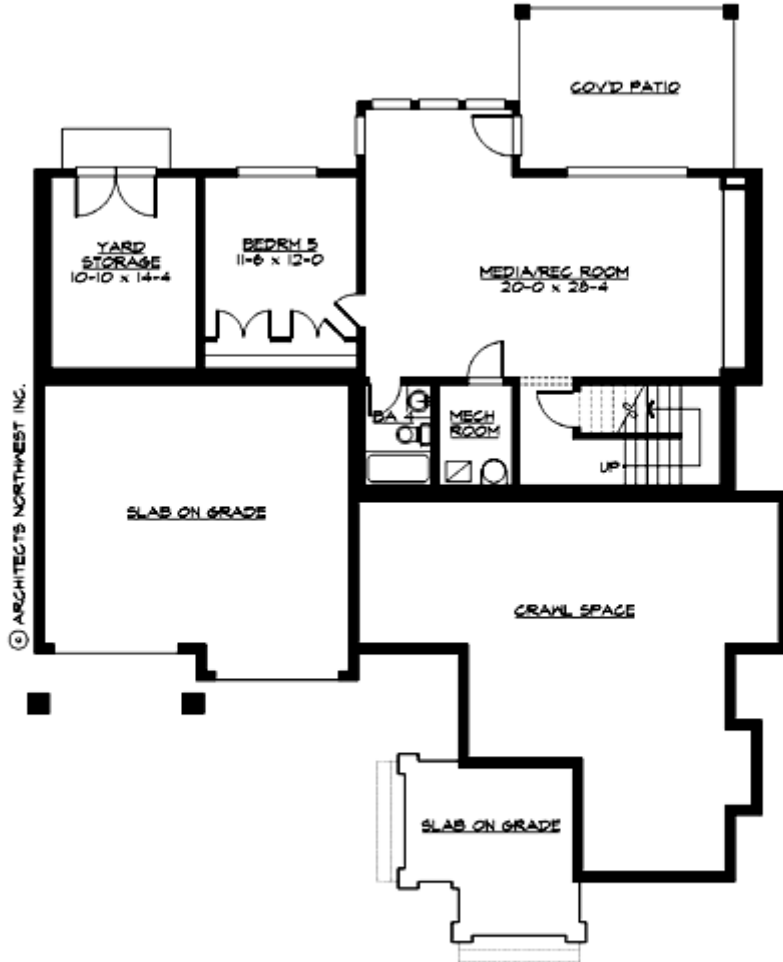 COV'D PATIO
YARD
STORAGE
10-10 x 14-4
BEDRM 5
11-6 x 12-0
MEDIA/REC ROOM
20-0 x 28-4
BA 4
MECH
ROOM
UP
SLAB ON GRADE
CRAWL SPACE
SLAB ON GRADE
© ARCHITECTS NORTHWEST INC.